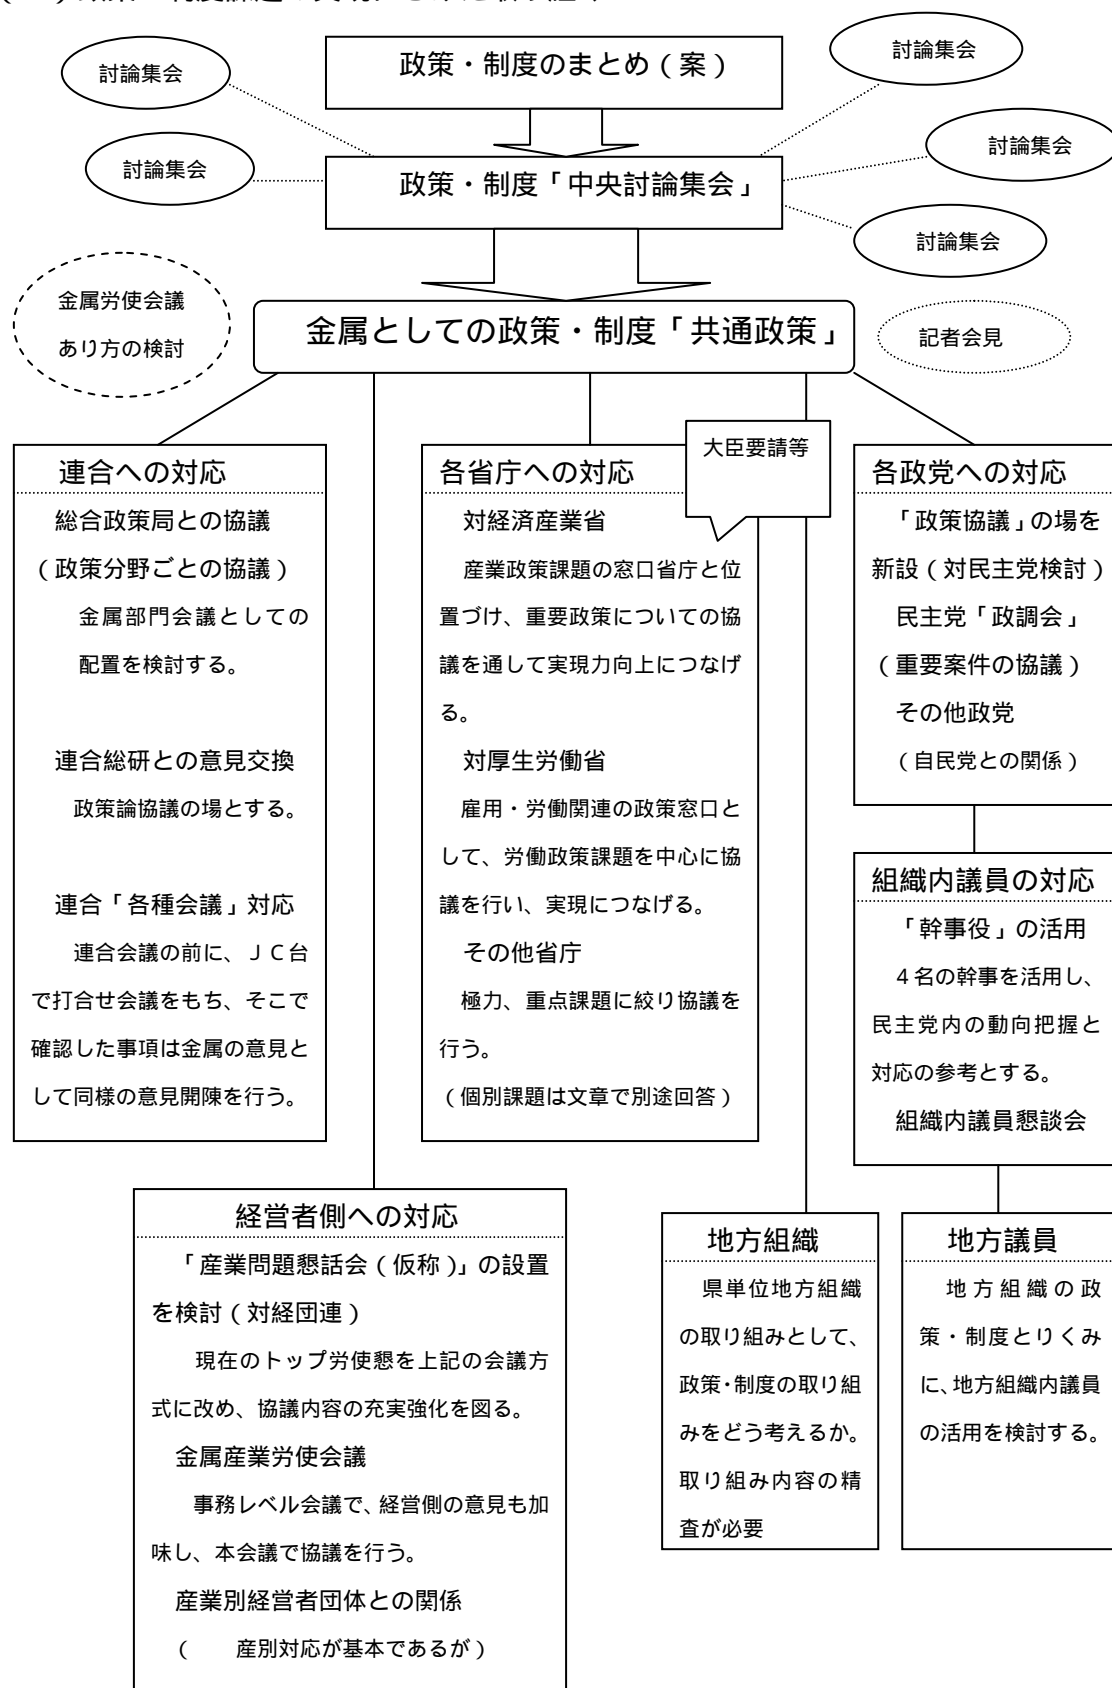 政策・制度のまとめ（案）
討論集会
討論集会
討論集会
討論集会
政策・制度「中央討論集会」
討論集会
金属労使会議
あり方の検討
金属としての政策・制度「共通政策」
記者会見
連合への対応
総合政策局との協議
（政策分野ごとの協議）
金属部門会議としての
配置を検討する。
連合総研との意見交換
政策論協議の場とする。
連合「各種会議」対応
連合会議の前に、ＪＣ台
で打合せ会議をもち、そこで
確認した事項は金属の意見と
して同様の意見開陳を行う。
各省庁への対応
大臣要請等
対経済産業省
産業政策課題の窓口省庁と位
置づけ、重要政策についての協
議を通して実現力向上につなげ
る。
対厚生労働省
雇用・労働関連の政策窓口と
して、労働政策課題を中心に協
議を行い、実現につなげる。
その他省庁
極力、重点課題に絞り協議を
行う。
（個別課題は文章で別途回答）
各政党への対応
「政策協議」の場を
新設（対民主党検討）
民主党「政調会」
（重要案件の協議）
その他政党
（自民党との関係）
組織内議員の対応
「幹事役」の活用
４名の幹事を活用し、
民主党内の動向把握と
対応の参考とする。
組織内議員懇談会
経営者側への対応
「産業問題懇話会（仮称）」の設置
を検討（対経団連）
現在のトップ労使懇を上記の会議方
式に改め、協議内容の充実強化を図る。
金属産業労使会議
事務レベル会議で、経営側の意見も加
味し、本会議で協議を行う。
産業別経営者団体との関係
（　産別対応が基本であるが）
地方組織
県単位地方組織
の取り組みとして、
政策・制度の取り組
みをどう考えるか。
取り組み内容の精
査が必要
地方議員
地方組織の政
策・制度とりくみ
に、地方組織内議員
の活用を検討する。